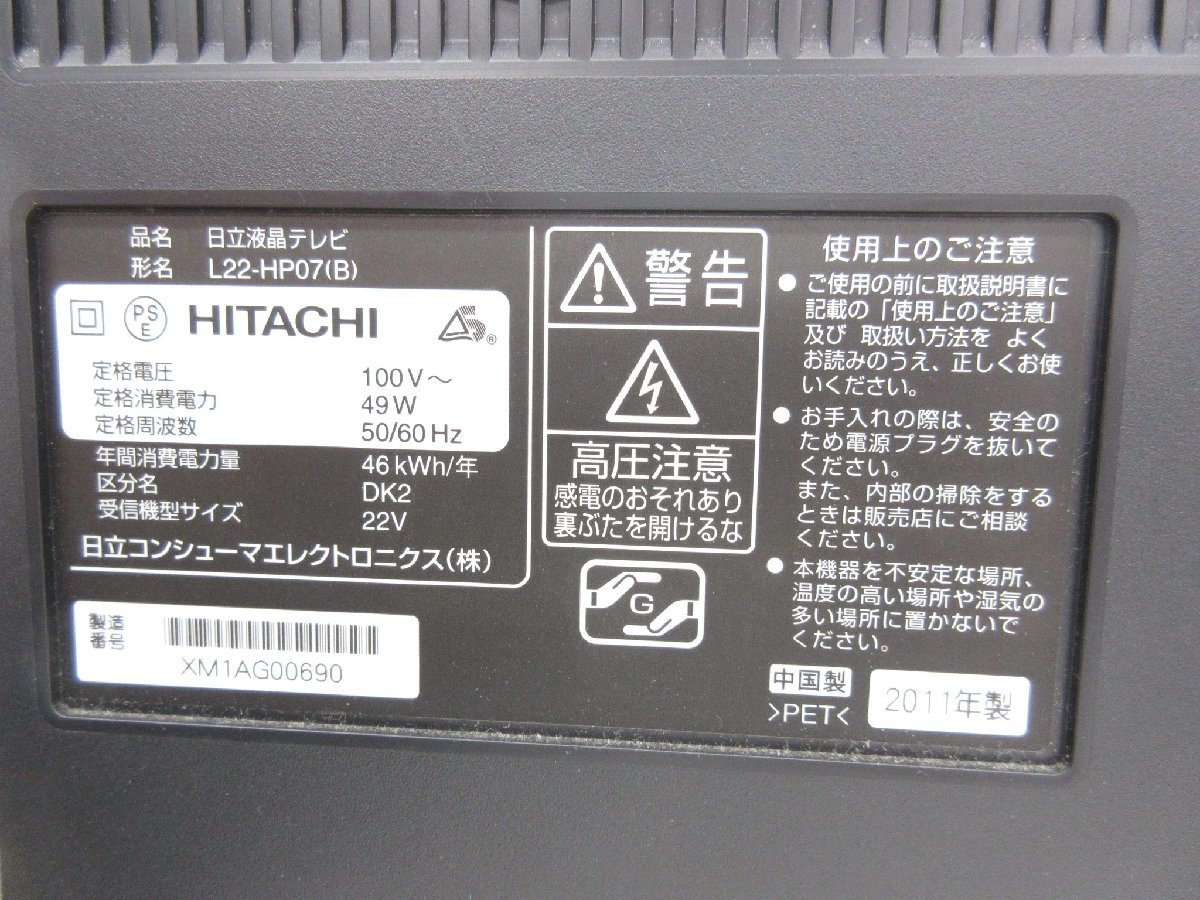 品名 日立液晶テレビ
形名 L22-HP07(B)
PS
E
HITACHI
S
®
定格電圧 100V～
定格消費電力 49W
定格周波数 50/60Hz
年間消費電力量 46kWh/年
区分名 DK2
受信機型サイズ 22V
日立コンシューマエレクトロニクス(株)
製造
番号
XM1AG00690
警告
高圧注意
感電のおそれあり
裏ぶたを開けるな
G
使用上のご注意
● ご使用の前に取扱説明書に
記載の「使用上のご注意」
及び 取扱い方法を よく
お読みのうえ、正しくお使
いください。
● お手入れの際は、安全の
ため電源プラグを抜いて
ください。
また、内部の掃除をする
ときは販売店にご相談
ください。
● 本機器を不安定な場所、
温度の高い場所や湿気の
多い場所に置かないで
ください。
中国製
>PET<
2011年製